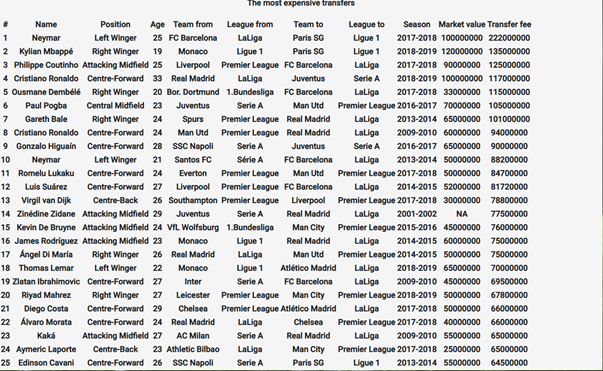 The most expensive transfers
# Name Position Age Team from League from Team to League to Season Market value Transfer fee
1 Neymar Left Winger 25 FC Barcelona LaLiga Paris SG Ligue 1 2017-2018 100000000 222000000
2 Kylian Mbappé Right Winger 19 Monaco Ligue 1 Paris SG Ligue 1 2018-2019 120000000 135000000
3 Philippe Coutinho Attacking Midfield 25 Liverpool Premier League FC Barcelona LaLiga 2017-2018 90000000 125000000
4 Cristiano Ronaldo Centre-Forward 33 Real Madrid LaLiga Juventus Serie A 2018-2019 100000000 117000000
5 Ousmane Dembélé Right Winger 20 Bor. Dortmund 1.Bundesliga FC Barcelona LaLiga 2017-2018 33000000 115000000
6 Paul Pogba Central Midfield 23 Juventus Serie A Man Utd Premier League 2016-2017 70000000 105000000
7 Gareth Bale Right Winger 24 Spurs Premier League Real Madrid LaLiga 2013-2014 65000000 101000000
8 Cristiano Ronaldo Centre-Forward 24 Man Utd Premier League Real Madrid LaLiga 2009-2010 60000000 94000000
9 Gonzalo Higuaín Centre-Forward 28 SSC Napoli Serie A Juventus Serie A 2016-2017 65000000 90000000
10 Neymar Left Winger 21 Santos FC Série A FC Barcelona LaLiga 2013-2014 50000000 88200000
11 Romelu Lukaku Centre-Forward 24 Everton Premier League Man Utd Premier League 2017-2018 50000000 84700000
12 Luis Suárez Centre-Forward 27 Liverpool Premier League FC Barcelona LaLiga 2014-2015 52000000 81720000
13 Virgil van Dijk Centre-Back 26 Southampton Premier League Liverpool Premier League 2017-2018 30000000 78800000
14 Zinédine Zidane Attacking Midfield 29 Juventus Serie A Real Madrid LaLiga 2001-2002 NA 77500000
15 Kevin De Bruyne Attacking Midfield 24 VfL Wolfsburg 1.Bundesliga Man City Premier League 2015-2016 45000000 76000000
16 James Rodríguez Attacking Midfield 23 Monaco Ligue 1 Real Madrid LaLiga 2014-2015 60000000 75000000
17 Ángel Di María Right Winger 26 Real Madrid LaLiga Man Utd Premier League 2014-2015 50000000 75000000
18 Thomas Lemar Left Winger 22 Monaco Ligue 1 Atlético Madrid LaLiga 2018-2019 65000000 70000000
19 Zlatan Ibrahimovic Centre-Forward 27 Inter Serie A FC Barcelona LaLiga 2009-2010 45000000 69500000
20 Riyad Mahrez Right Winger 27 Leicester Premier League Man City Premier League 2018-2019 50000000 67800000
21 Diego Costa Centre-Forward 29 Chelsea Premier League Atlético Madrid LaLiga 2017-2018 50000000 66000000
22 Álvaro Morata Centre-Forward 24 Real Madrid LaLiga Chelsea Premier League 2017-2018 40000000 66000000
23 Kaká Attacking Midfield 27 AC Milan Serie A Real Madrid LaLiga 2009-2010 55000000 65000000
24 Aymeric Laporte Centre-Back 23 Athletic Bilbao LaLiga Man City Premier League 2017-2018 25000000 65000000
25 Edinson Cavani Centre-Forward 26 SSC Napoli Serie A Paris SG Ligue 1 2013-2014 55000000 64500000